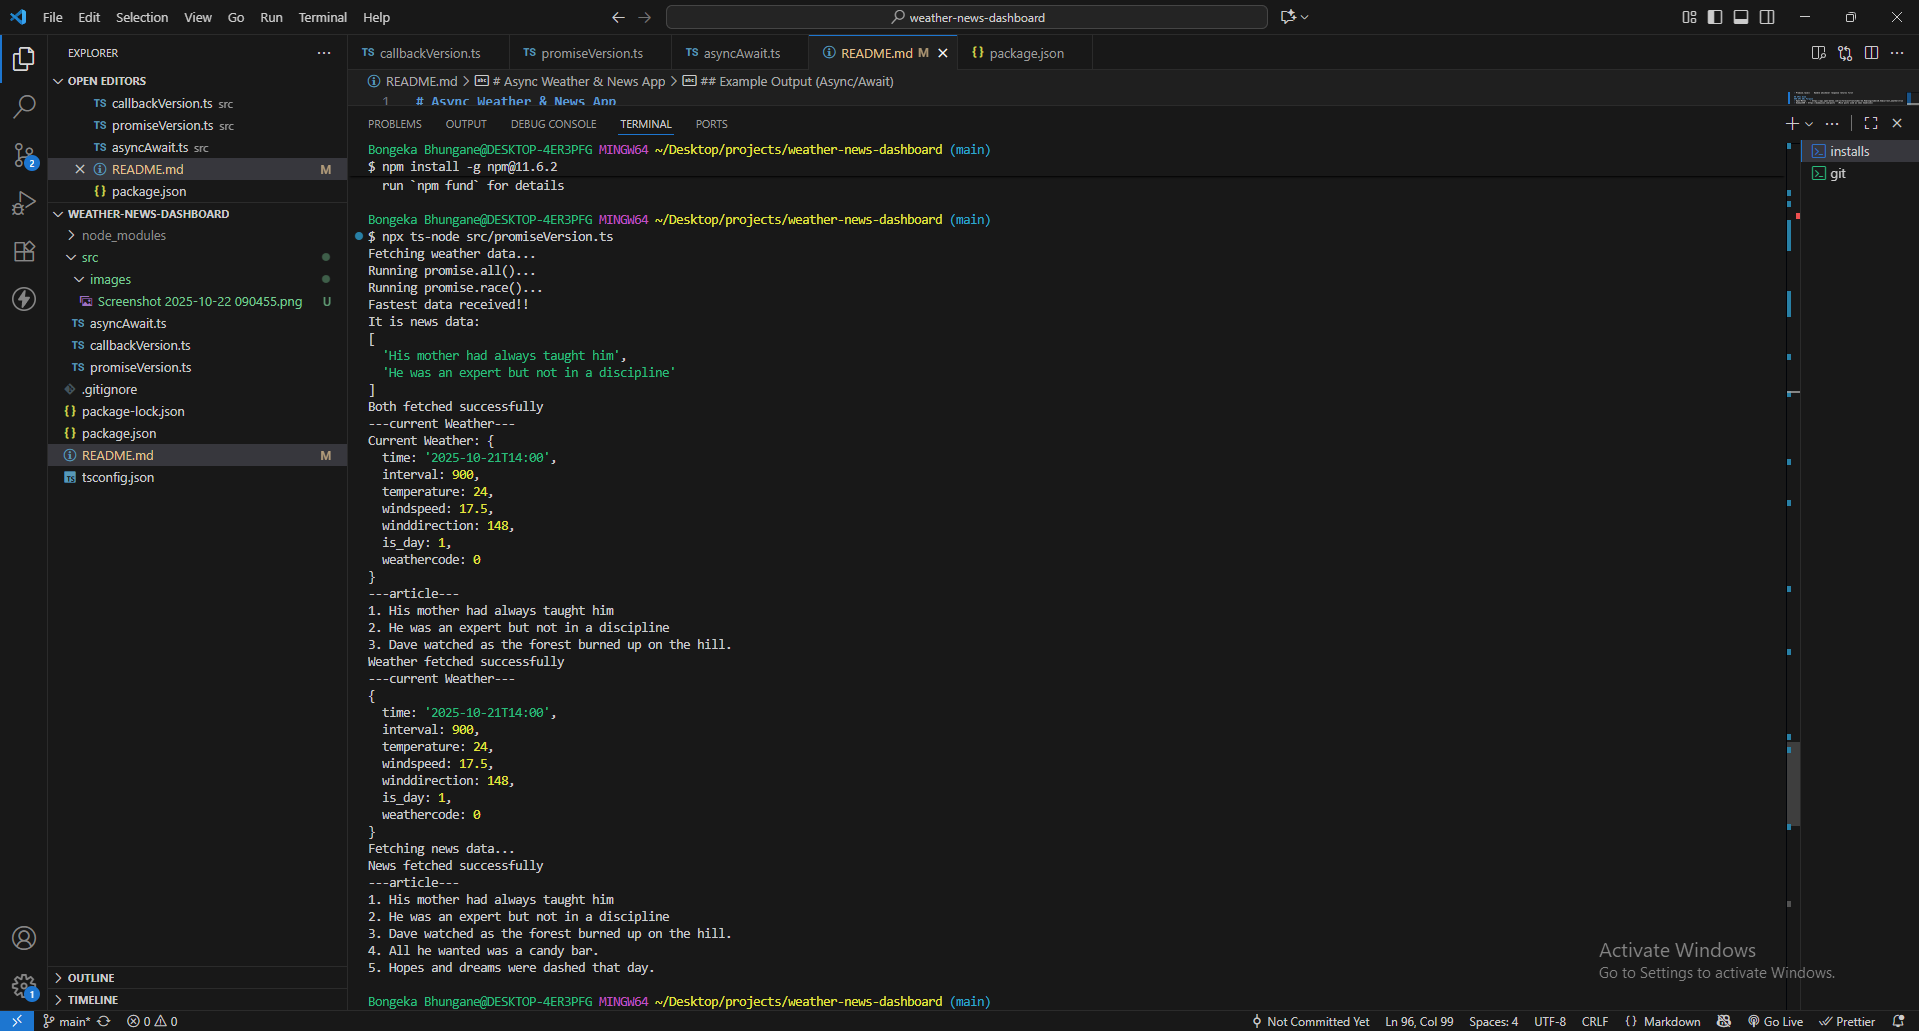 File Edit Selection View Go Run Terminal Help
weather-news-dashboard
EXPLORER
OPEN EDITORS
TS callbackVersion.ts src
TS promiseVersion.ts src
TS asyncAwait.ts src
README.md M
{} package.json
WEATHER-NEWS-DASHBOARD
node_modules
src
images
Screenshot 2025-10-22 090455.png U
TS asyncAwait.ts
TS callbackVersion.ts
TS promiseVersion.ts
.gitignore
{} package-lock.json
{} package.json
README.md M
TS tsconfig.json
OUTLINE
TIMELINE
2
1
TS callbackVersion.ts
TS promiseVersion.ts
TS asyncAwait.ts
README.md M
{} package.json
README.md > abc # Async Weather & News App > abc ## Example Output (Async/Await)
1 # Async Weather & News App
PROBLEMS OUTPUT DEBUG CONSOLE TERMINAL PORTS
Bongeka Bhungane@DESKTOP-4ER3PFG MINGW64 ~/Desktop/projects/weather-news-dashboard (main)
$ npm install -g npm@11.6.2
run `npm fund` for details
Bongeka Bhungane@DESKTOP-4ER3PFG MINGW64 ~/Desktop/projects/weather-news-dashboard (main)
$ npx ts-node src/promiseVersion.ts
Fetching weather data...
Running promise.all()...
Running promise.race()...
Fastest data received!!
It is news data:
[
'His mother had always taught him',
'He was an expert but not in a discipline'
]
Both fetched successfully
---current Weather---
Current Weather: {
time: '2025-10-21T14:00',
interval: 900,
temperature: 24,
windspeed: 17.5,
winddirection: 148,
is_day: 1,
weathercode: 0
}
---article---
1. His mother had always taught him
2. He was an expert but not in a discipline
3. Dave watched as the forest burned up on the hill.
Weather fetched successfully
---current Weather---
{
time: '2025-10-21T14:00',
interval: 900,
temperature: 24,
windspeed: 17.5,
winddirection: 148,
is_day: 1,
weathercode: 0
}
Fetching news data...
News fetched successfully
---article---
1. His mother had always taught him
2. He was an expert but not in a discipline
3. Dave watched as the forest burned up on the hill.
4. All he wanted was a candy bar.
5. Hopes and dreams were dashed that day.
Bongeka Bhungane@DESKTOP-4ER3PFG MINGW64 ~/Desktop/projects/weather-news-dashboard (main)
installs
git
Activate Windows
Go to Settings to activate Windows.
main* 0 0
Not Committed Yet Ln 96, Col 99 Spaces: 4 UTF-8 CRLF {} Markdown Go Live Prettier